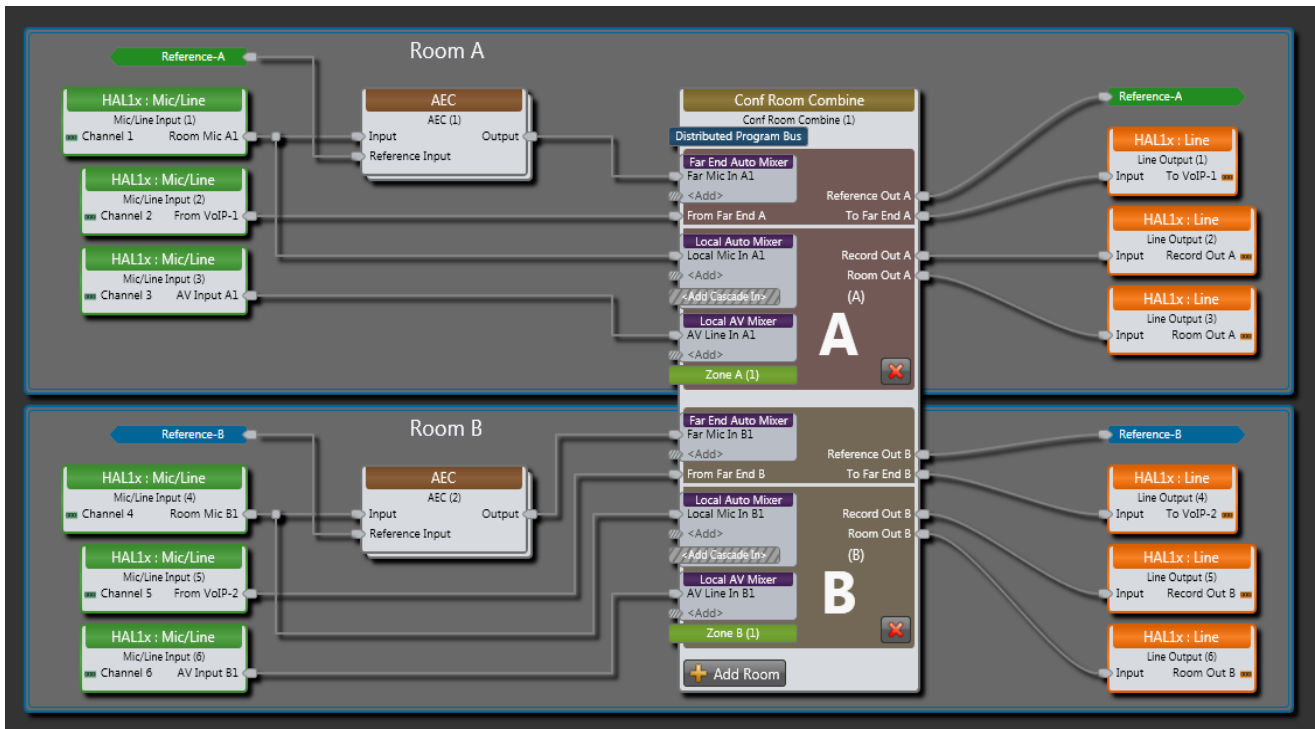 Room A
Reference-A
HAL1x : Mic/Line
Mic/Line Input (1)
Channel 1 Room Mic A1
HAL1x : Mic/Line
Mic/Line Input (2)
Channel 2 From VoIP-1
HAL1x : Mic/Line
Mic/Line Input (3)
Channel 3 AV Input A1
AEC
AEC (1)
Input Output
Reference Input
Conf Room Combine
Conf Room Combine (1)
Distributed Program Bus
Far End Auto Mixer
Far Mic In A1
<Add> Reference Out A
From Far End A To Far End A
Local Auto Mixer
Local Mic In A1 Record Out A
<Add> Room Out A
<Add Cascade In> (A)
Local AV Mixer
AV Line In A1 A
<Add>
Zone A (1)
Reference-A
HAL1x : Line
Line Output (1)
Input To VoIP-1
HAL1x : Line
Line Output (2)
Input Record Out A
HAL1x : Line
Line Output (3)
Input Room Out A
Room B
Reference-B
HAL1x : Mic/Line
Mic/Line Input (4)
Channel 4 Room Mic B1
HAL1x : Mic/Line
Mic/Line Input (5)
Channel 5 From VoIP-2
HAL1x : Mic/Line
Mic/Line Input (6)
Channel 6 AV Input B1
AEC
AEC (2)
Input Output
Reference Input
Far End Auto Mixer
Far Mic In B1
<Add> Reference Out B
From Far End B To Far End B
Local Auto Mixer
Local Mic In B1 Record Out B
<Add> Room Out B
<Add Cascade In> (B)
Local AV Mixer
AV Line In B1 B
<Add>
Zone B (1)
Add Room
Reference-B
HAL1x : Line
Line Output (4)
Input To VoIP-2
HAL1x : Line
Line Output (5)
Input Record Out B
HAL1x : Line
Line Output (6)
Input Room Out B